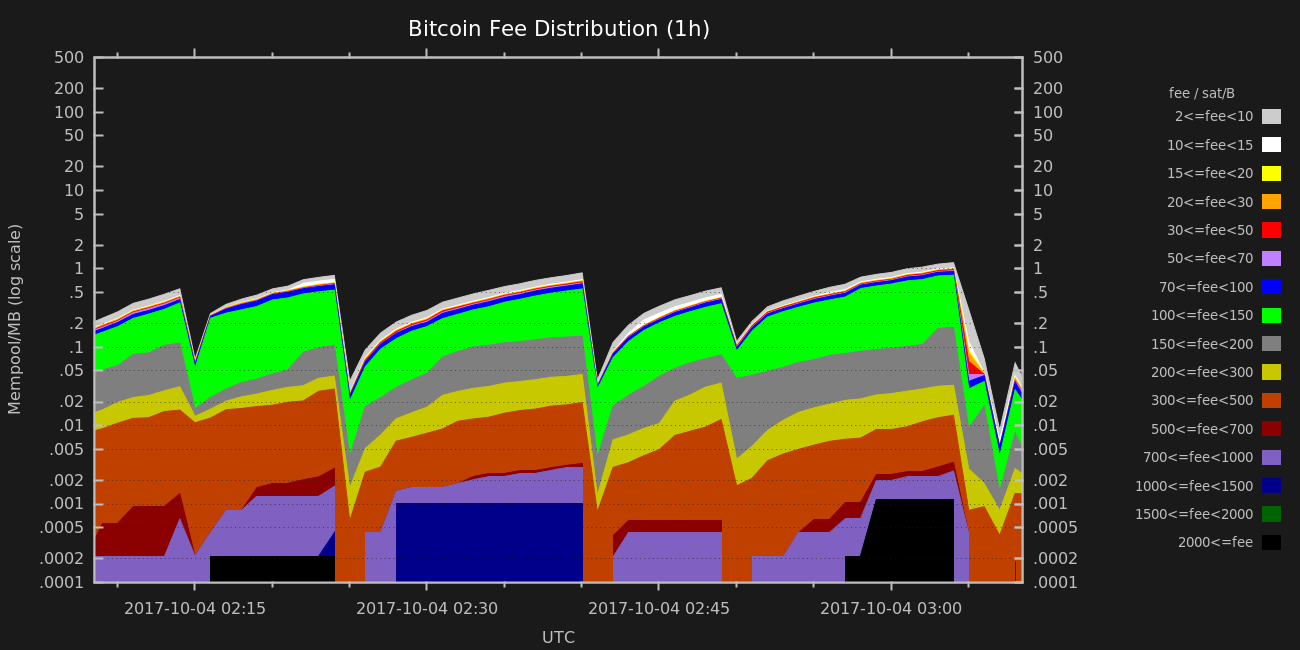 Bitcoin Fee Distribution (1h)
500 500
200 200
100 100
50 50
20 20
10 10
5 5
2 2
1 1
.5 .5
.2 .2
.1 .1
.05 .05
.02 .02
.01 .01
.005 .005
.002 .002
.001 .001
.0005 .0005
.0002 .0002
.0001 .0001
Mempool/MB (log scale)
2017-10-04 02:15 2017-10-04 02:30 2017-10-04 02:45 2017-10-04 03:00
UTC
fee / sat/B
2<=fee<10
10<=fee<15
15<=fee<20
20<=fee<30
30<=fee<50
50<=fee<70
70<=fee<100
100<=fee<150
150<=fee<200
200<=fee<300
300<=fee<500
500<=fee<700
700<=fee<1000
1000<=fee<1500
1500<=fee<2000
2000<=fee